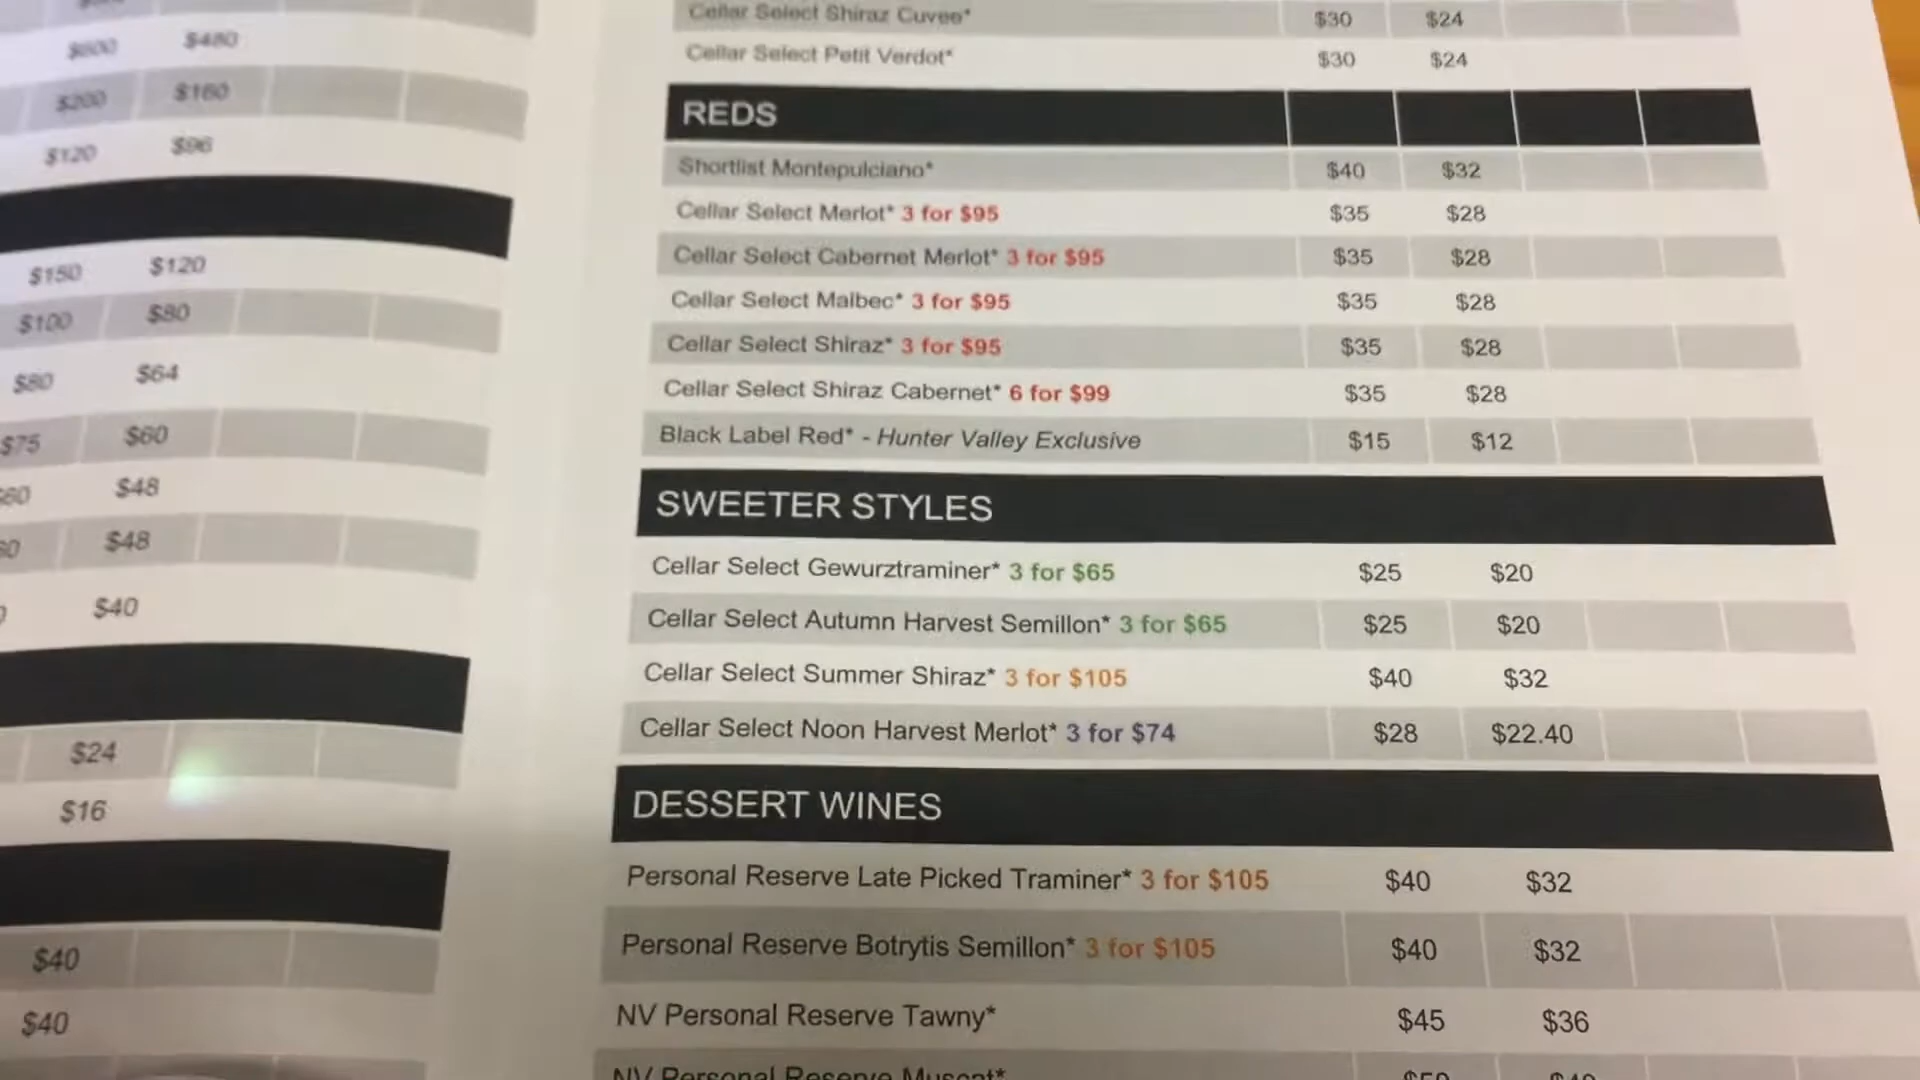 $600 $480
$200 $160
$120 $96
$150 $120
$100 $80
$80 $64
$75 $60
$48
$48
$40
$24
$16
$40
$40
Cellar Select Shiraz Cuvee* $30 $24
Cellar Select Petit Verdot* $30 $24
REDS
Shortlist Montepulciano* $40 $32
Cellar Select Merlot* 3 for $95 $35 $28
Cellar Select Cabernet Merlot* 3 for $95 $35 $28
Cellar Select Malbec* 3 for $95 $35 $28
Cellar Select Shiraz* 3 for $95 $35 $28
Cellar Select Shiraz Cabernet* 6 for $99 $35 $28
Black Label Red* - Hunter Valley Exclusive $15 $12
SWEETER STYLES
Cellar Select Gewurztraminer* 3 for $65 $25 $20
Cellar Select Autumn Harvest Semillon* 3 for $65 $25 $20
Cellar Select Summer Shiraz* 3 for $105 $40 $32
Cellar Select Noon Harvest Merlot* 3 for $74 $28 $22.40
DESSERT WINES
Personal Reserve Late Picked Traminer* 3 for $105 $40 $32
Personal Reserve Botrytis Semillon* 3 for $105 $40 $32
NV Personal Reserve Tawny* $45 $36
NV Personal Reserve Muscat*